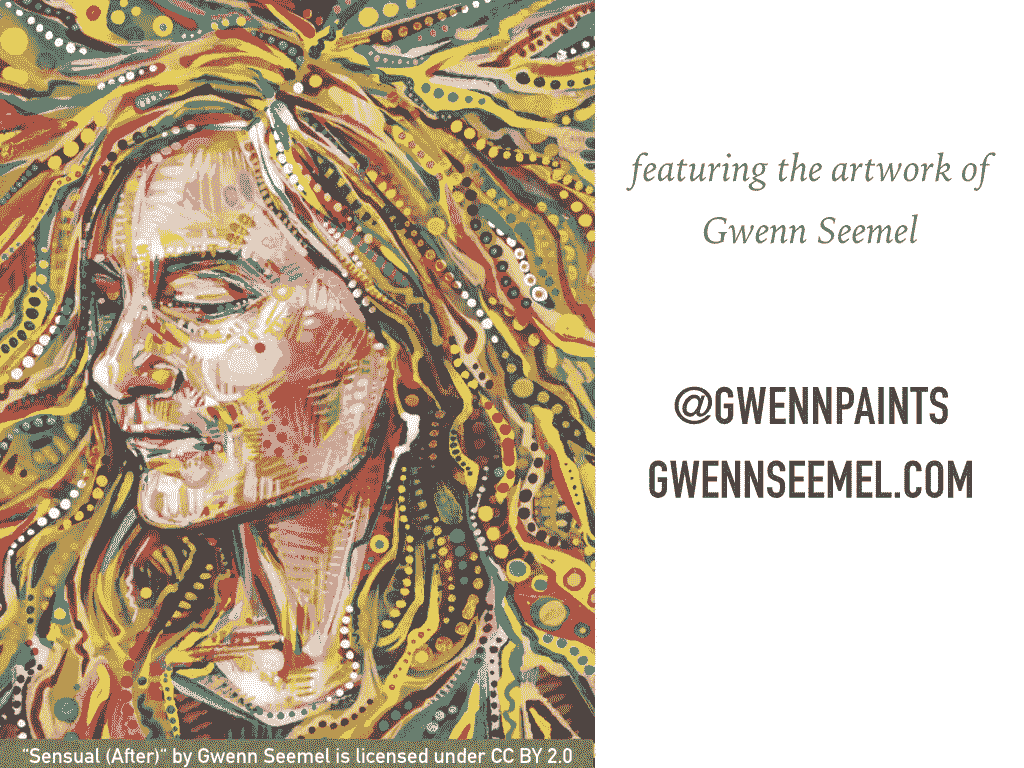 featuring the artwork of
Gwenn Seemel
@GWENNPAINTS
GWENNSEEMEL.COM
"Sensual (After)" by Gwenn Seemel is licensed under CC BY 2.0